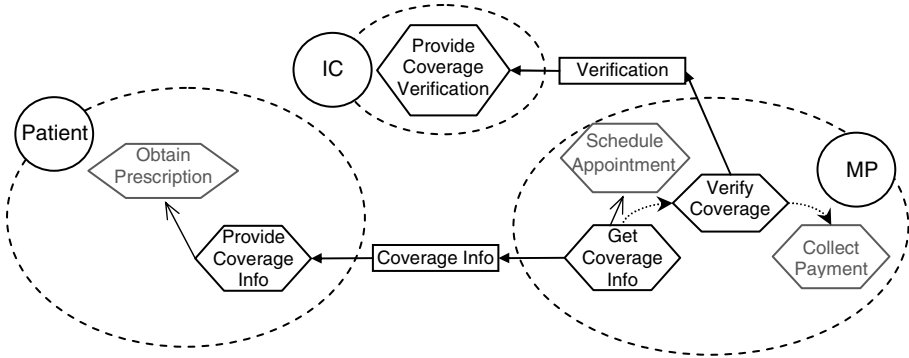 IC
Provide
Coverage
Verification
Verification
Patient
Obtain
Prescription
Schedule
Appointment
MP
Verify
Coverage
Provide
Coverage
Info
Coverage Info
Get
Coverage
Info
Collect
Payment